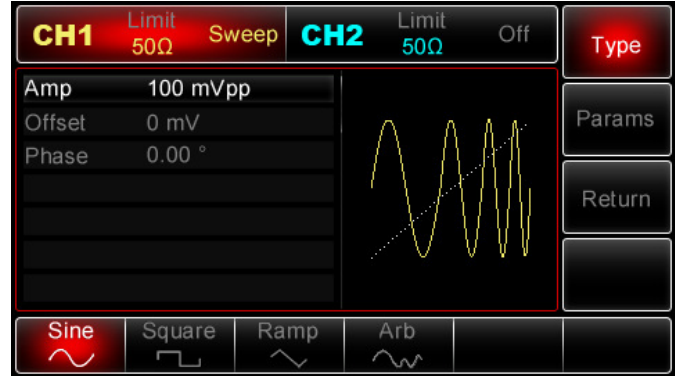 CH1 Limit 50Ω Sweep CH2 Limit 50Ω Off
Type
Amp 100 mVpp
Offset 0 mV
Phase 0.00 °
Params
Return
Sine Square Ramp Arb